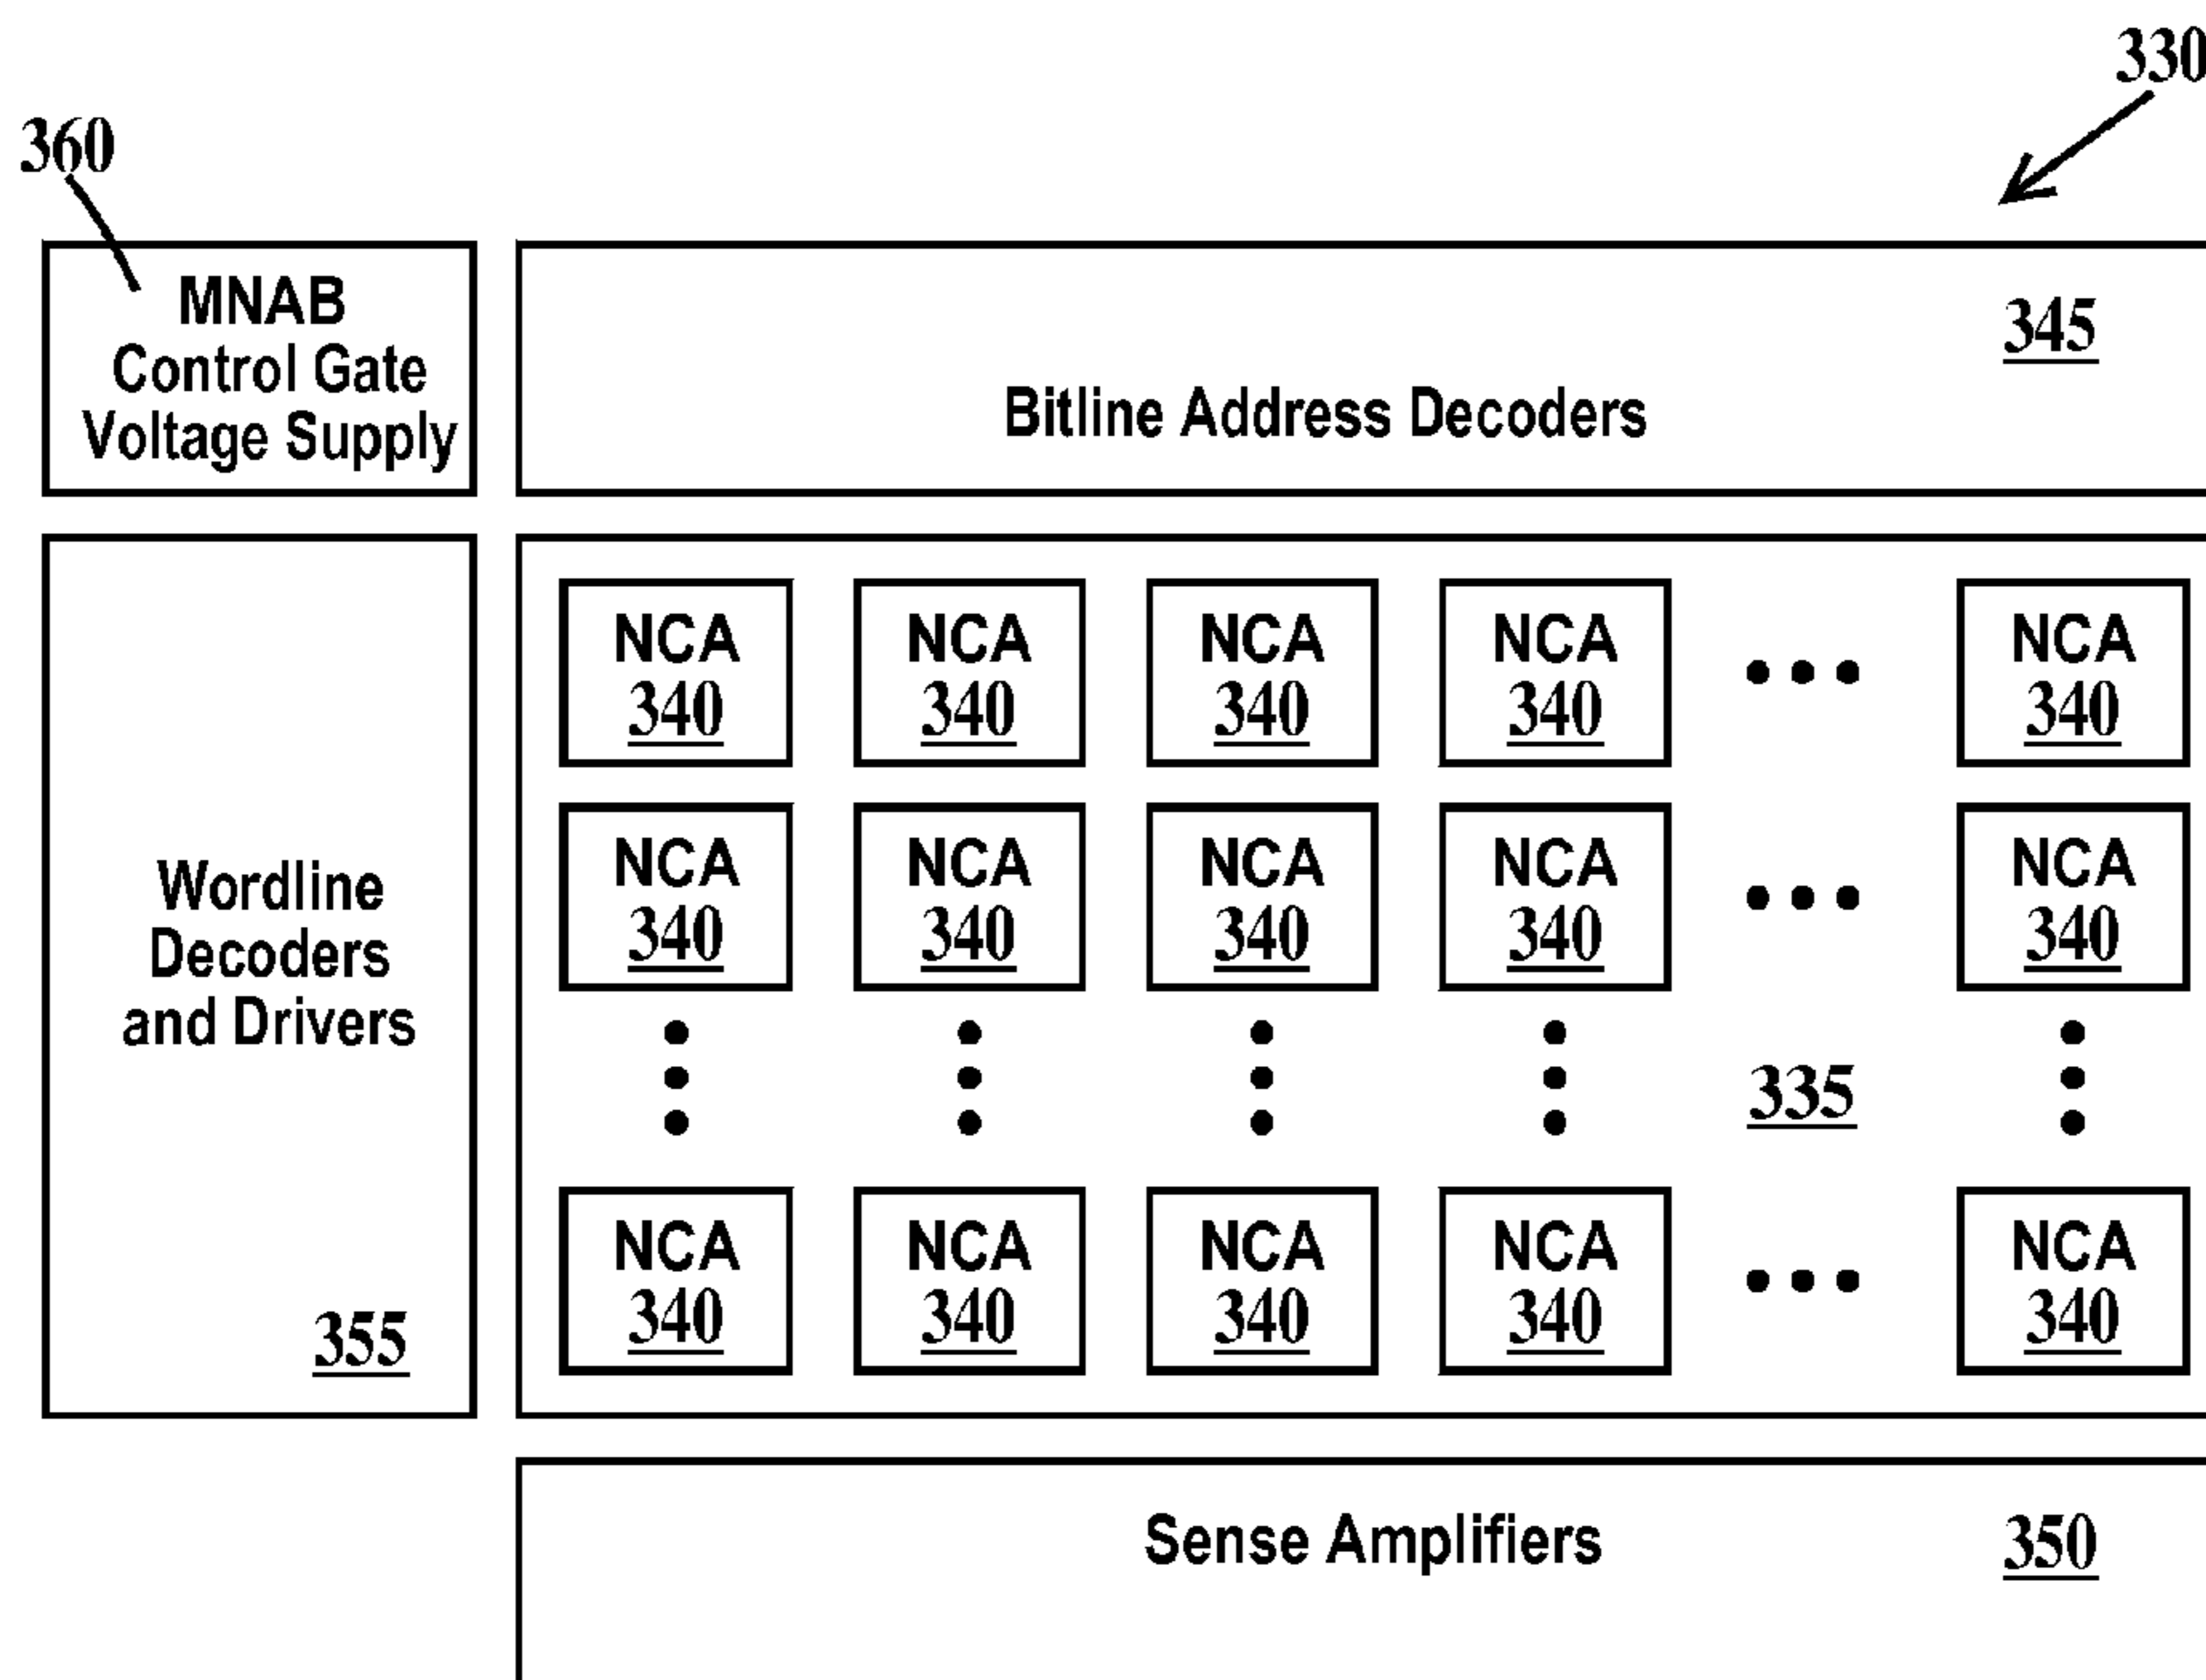 330
360
MNAB
Control Gate
Voltage Supply
345
Bitline Address Decoders
NCA NCA NCA NCA NCA
340 340 340 340 340
NCA NCA NCA NCA NCA
340 340 340 340 340
Wordline
Decoders
and Drivers
335
NCA NCA NCA NCA NCA
340 340 340 340 340
355
Sense Amplifiers 350